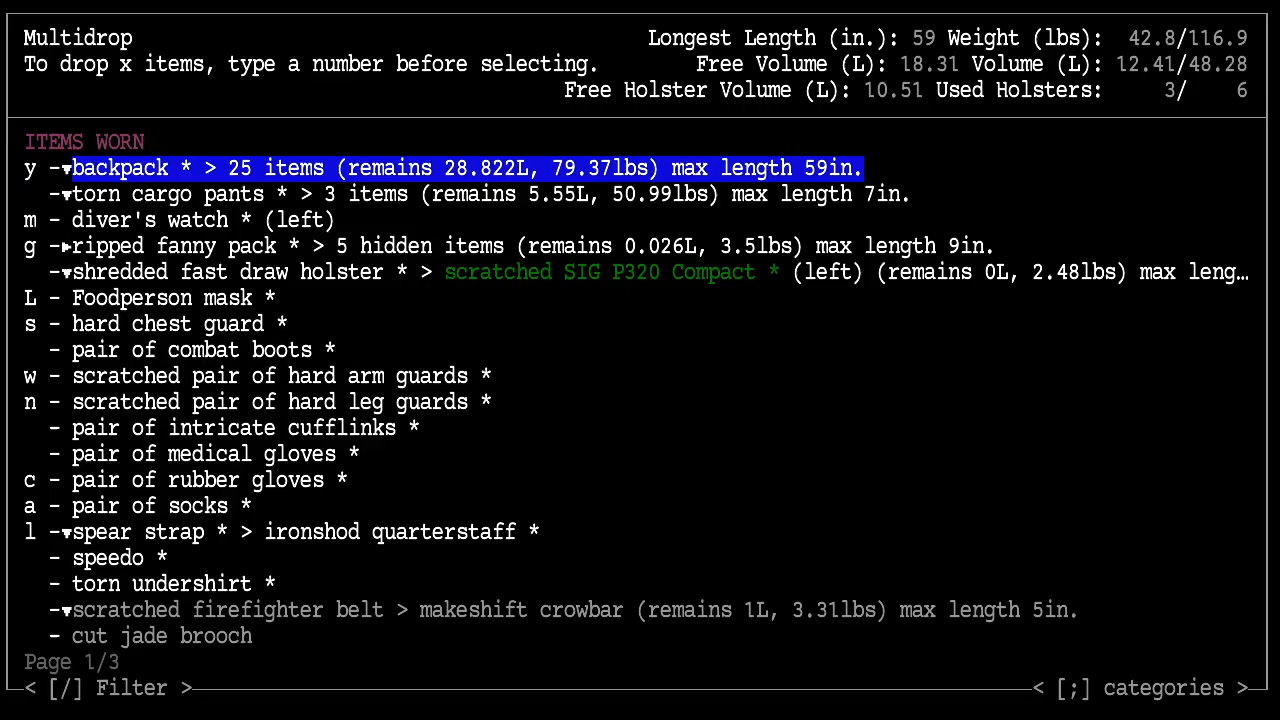 Multidrop Longest Length (in.): 59 Weight (lbs): 42.8/116.9
To drop x items, type a number before selecting. Free Volume (L): 18.31 Volume (L): 12.41/48.28
Free Holster Volume (L): 10.51 Used Holsters: 3/ 6
ITEMS WORN
y -▾backpack * > 25 items (remains 28.822L, 79.37lbs) max length 59in.
-▾torn cargo pants * > 3 items (remains 5.55L, 50.99lbs) max length 7in.
m - diver's watch * (left)
g -▸ripped fanny pack * > 5 hidden items (remains 0.026L, 3.5lbs) max length 9in.
-▾shredded fast draw holster * > scratched SIG P320 Compact * (left) (remains 0L, 2.48lbs) max leng…
L - Foodperson mask *
s - hard chest guard *
- pair of combat boots *
w - scratched pair of hard arm guards *
n - scratched pair of hard leg guards *
- pair of intricate cufflinks *
- pair of medical gloves *
c - pair of rubber gloves *
a - pair of socks *
l -▾spear strap * > ironshod quarterstaff *
- speedo *
- torn undershirt *
-▾scratched firefighter belt > makeshift crowbar (remains 1L, 3.31lbs) max length 5in.
- cut jade brooch
Page 1/3
< [/] Filter > < [;] categories >